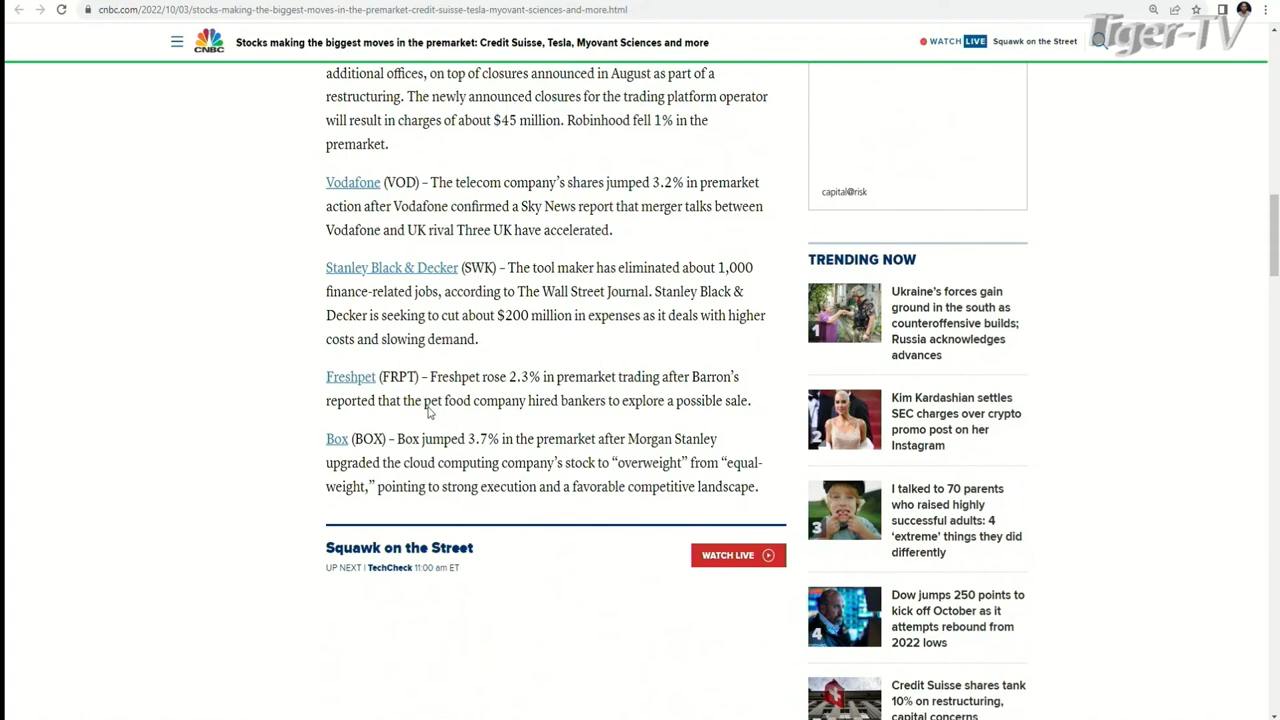 cnbc.com/2022/10/03/stocks-making-the-biggest-moves-in-the-premarket-credit-suisse-tesla-myovant-sciences-and-more.html
CNBC
Stocks making the biggest moves in the premarket: Credit Suisse, Tesla, Myovant Sciences and more
WATCH LIVE Squawk on the Street
Tiger-TV
additional offices, on top of closures announced in August as part of a
restructuring. The newly announced closures for the trading platform operator
will result in charges of about $45 million. Robinhood fell 1% in the
premarket.
Vodafone (VOD) – The telecom company’s shares jumped 3.2% in premarket
action after Vodafone confirmed a Sky News report that merger talks between
Vodafone and UK rival Three UK have accelerated.
Stanley Black & Decker (SWK) – The tool maker has eliminated about 1,000
finance-related jobs, according to The Wall Street Journal. Stanley Black &
Decker is seeking to cut about $200 million in expenses as it deals with higher
costs and slowing demand.
Freshpet (FRPT) – Freshpet rose 2.3% in premarket trading after Barron’s
reported that the pet food company hired bankers to explore a possible sale.
Box (BOX) – Box jumped 3.7% in the premarket after Morgan Stanley
upgraded the cloud computing company’s stock to “overweight” from “equal-
weight,” pointing to strong execution and a favorable competitive landscape.
Squawk on the Street
UP NEXT | TechCheck 11:00 am ET
WATCH LIVE
capital@risk
TRENDING NOW
1
Ukraine’s forces gain
ground in the south as
counteroffensive builds;
Russia acknowledges
advances
2
Kim Kardashian settles
SEC charges over crypto
promo post on her
Instagram
3
I talked to 70 parents
who raised highly
successful adults: 4
‘extreme’ things they did
differently
4
Dow jumps 250 points to
kick off October as it
attempts rebound from
2022 lows
Credit Suisse shares tank
10% on restructuring,
capital concerns